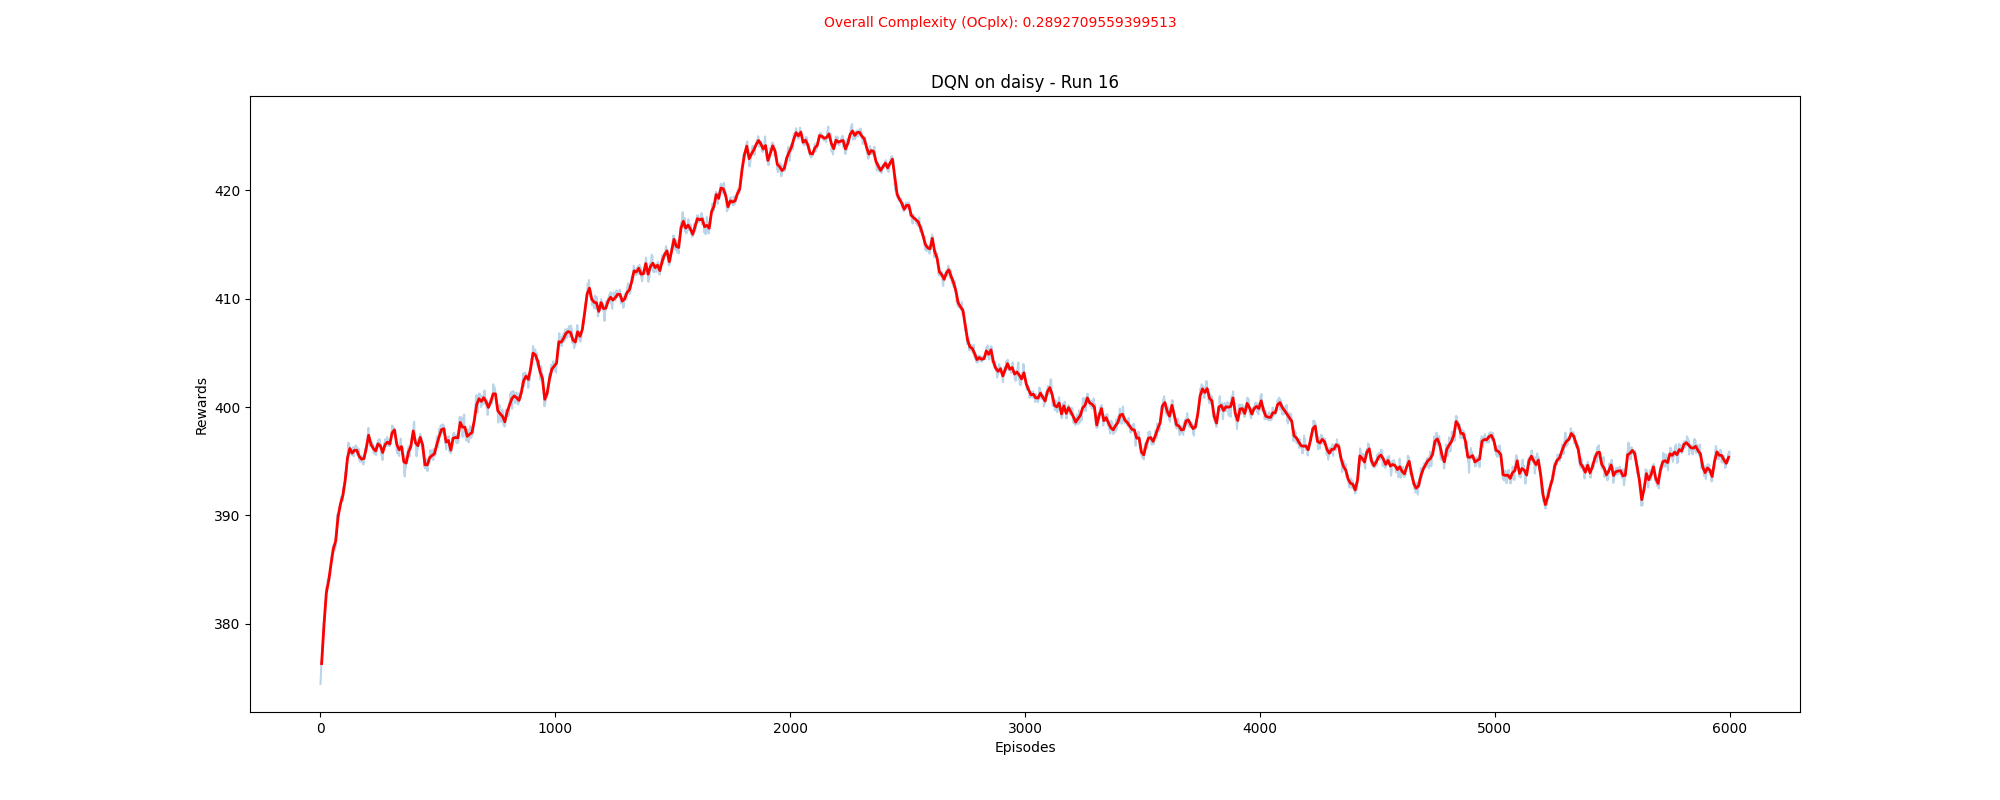 Overall Complexity (OCplx): 0.2892709559399513
DQN on daisy - Run 16
Rewards
420
410
400
390
380
0 1000 2000 3000 4000 5000 6000
Episodes